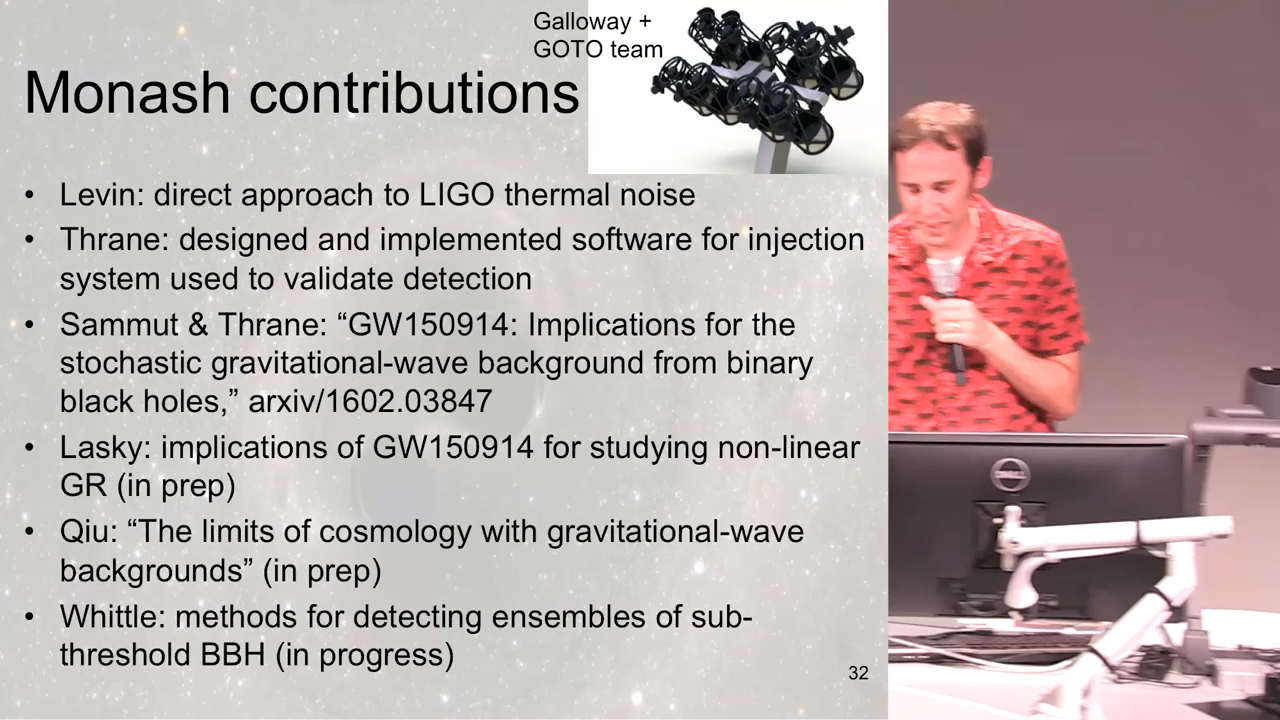 Galloway +
GOTO team
Monash contributions
• Levin: direct approach to LIGO thermal noise
• Thrane: designed and implemented software for injection
system used to validate detection
• Sammut & Thrane: “GW150914: Implications for the
stochastic gravitational-wave background from binary
black holes,” arxiv/1602.03847
• Lasky: implications of GW150914 for studying non-linear
GR (in prep)
• Qiu: “The limits of cosmology with gravitational-wave
backgrounds” (in prep)
• Whittle: methods for detecting ensembles of sub-
threshold BBH (in progress)
32
DELL